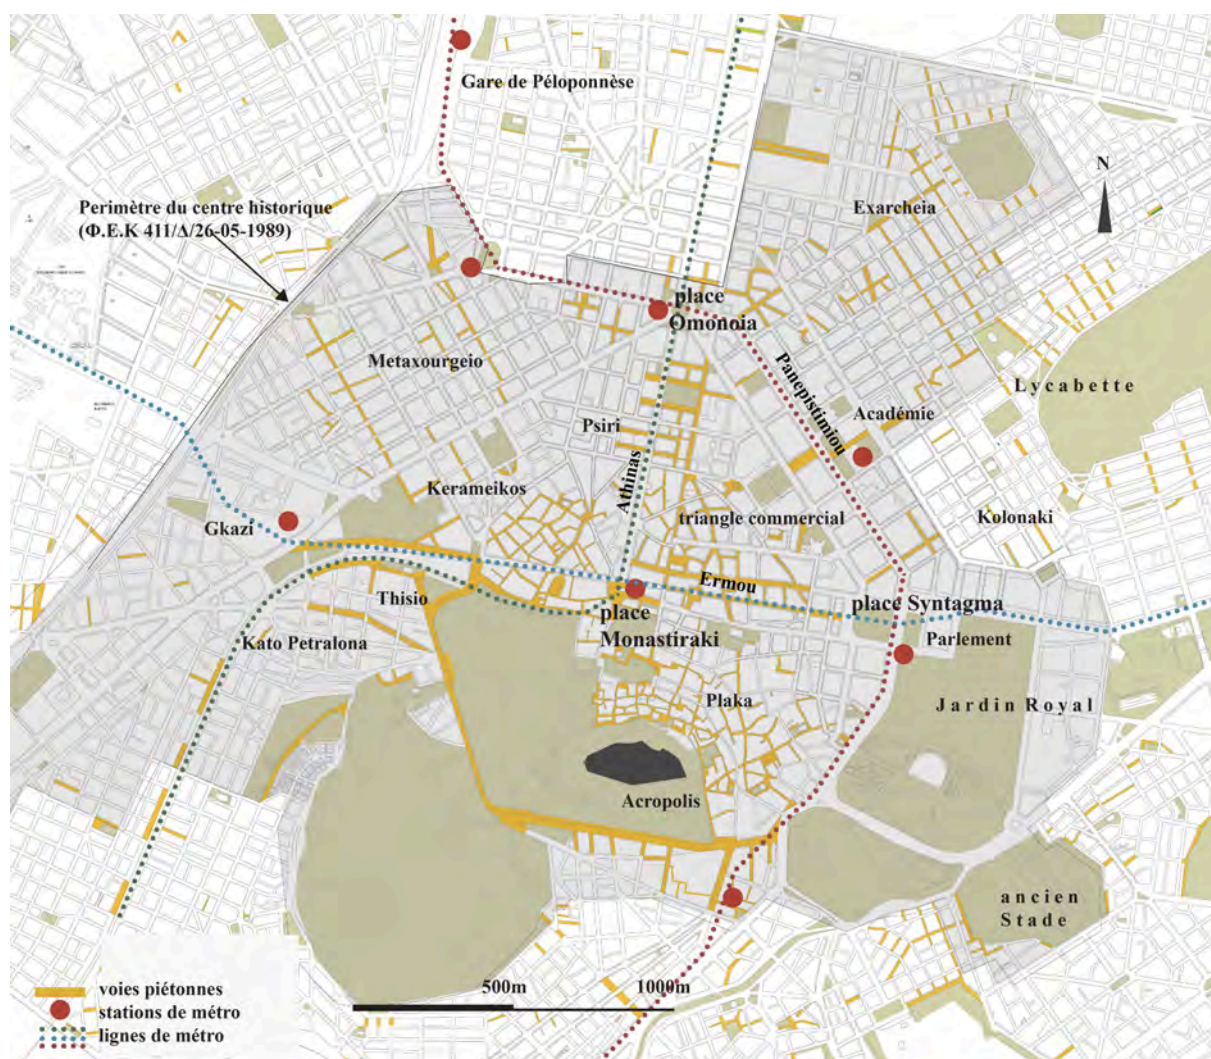 Gare de Péloponnèse
N
Perimètre du centre historique
(Φ.Ε.Κ 411/Δ/26-05-1989)
Exarcheia
place
Omonoia
Metaxourgeio
Lycabette
Panepistimiou
Académie
Psiri
Athinas
Kerameikos
triangle commercial
Kolonaki
Gkazi
Ermou
Thisio
place Syntagma
place
Monastiraki
Kato Petralona
Parlement
Plaka
Jardin Royal
Acropolis
ancien
Stade
500m
1000m
voies piétonnes
stations de métro
lignes de métro